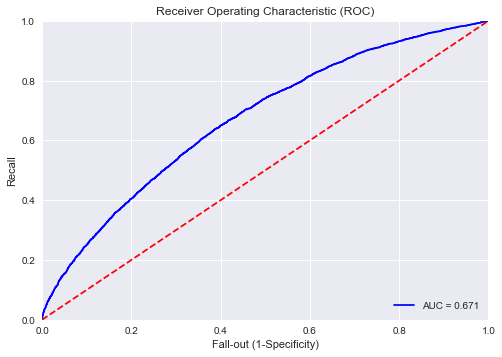 Receiver Operating Characteristic (ROC)
1.0
0.8
0.6
0.4
0.2
0.0
Recall
AUC = 0.671
0.0 0.2 0.4 0.6 0.8 1.0
Fall-out (1-Specificity)